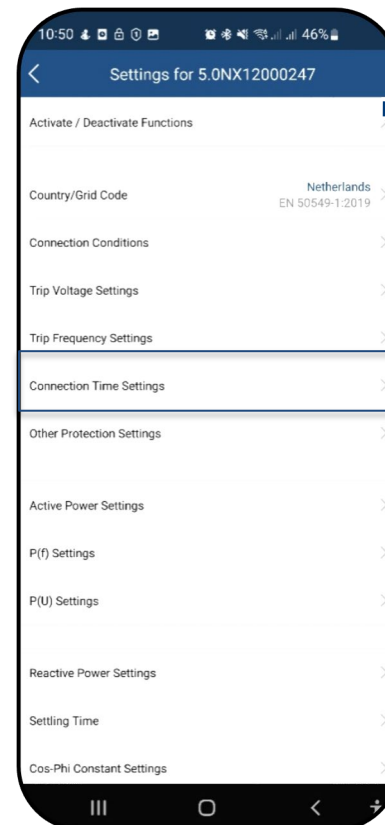 10:50 46%
Settings for 5.0NX12000247
Activate / Deactivate Functions
Country/Grid Code
Netherlands
EN 50549-1:2019
Connection Conditions
Trip Voltage Settings
Trip Frequency Settings
Connection Time Settings
Other Protection Settings
Active Power Settings
P(f) Settings
P(U) Settings
Reactive Power Settings
Settling Time
Cos-Phi Constant Settings